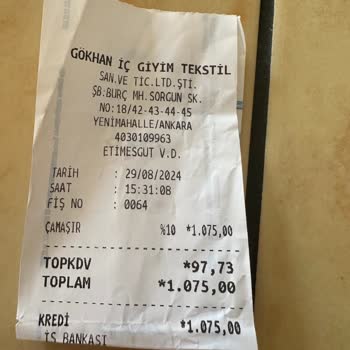 GÖKHAN İÇ GİYİM TEKSTİL
SAN.VE TİC.LTD.ŞTİ.
ŞB:BURÇ MH.SORGUN SK.
NO:18/42-43-44-45
YENİMAHALLE/ANKARA
4030109963
ETİMESGUT V.D.
TARİH : 29/08/2024
SAAT : 15:31:08
FİŞ NO : 0064
ÇAMAŞIR %10 *1.075,00
TOPKDV *97,73
TOPLAM *1.075,00
KREDİ *1.075,00
İŞ BANKASI